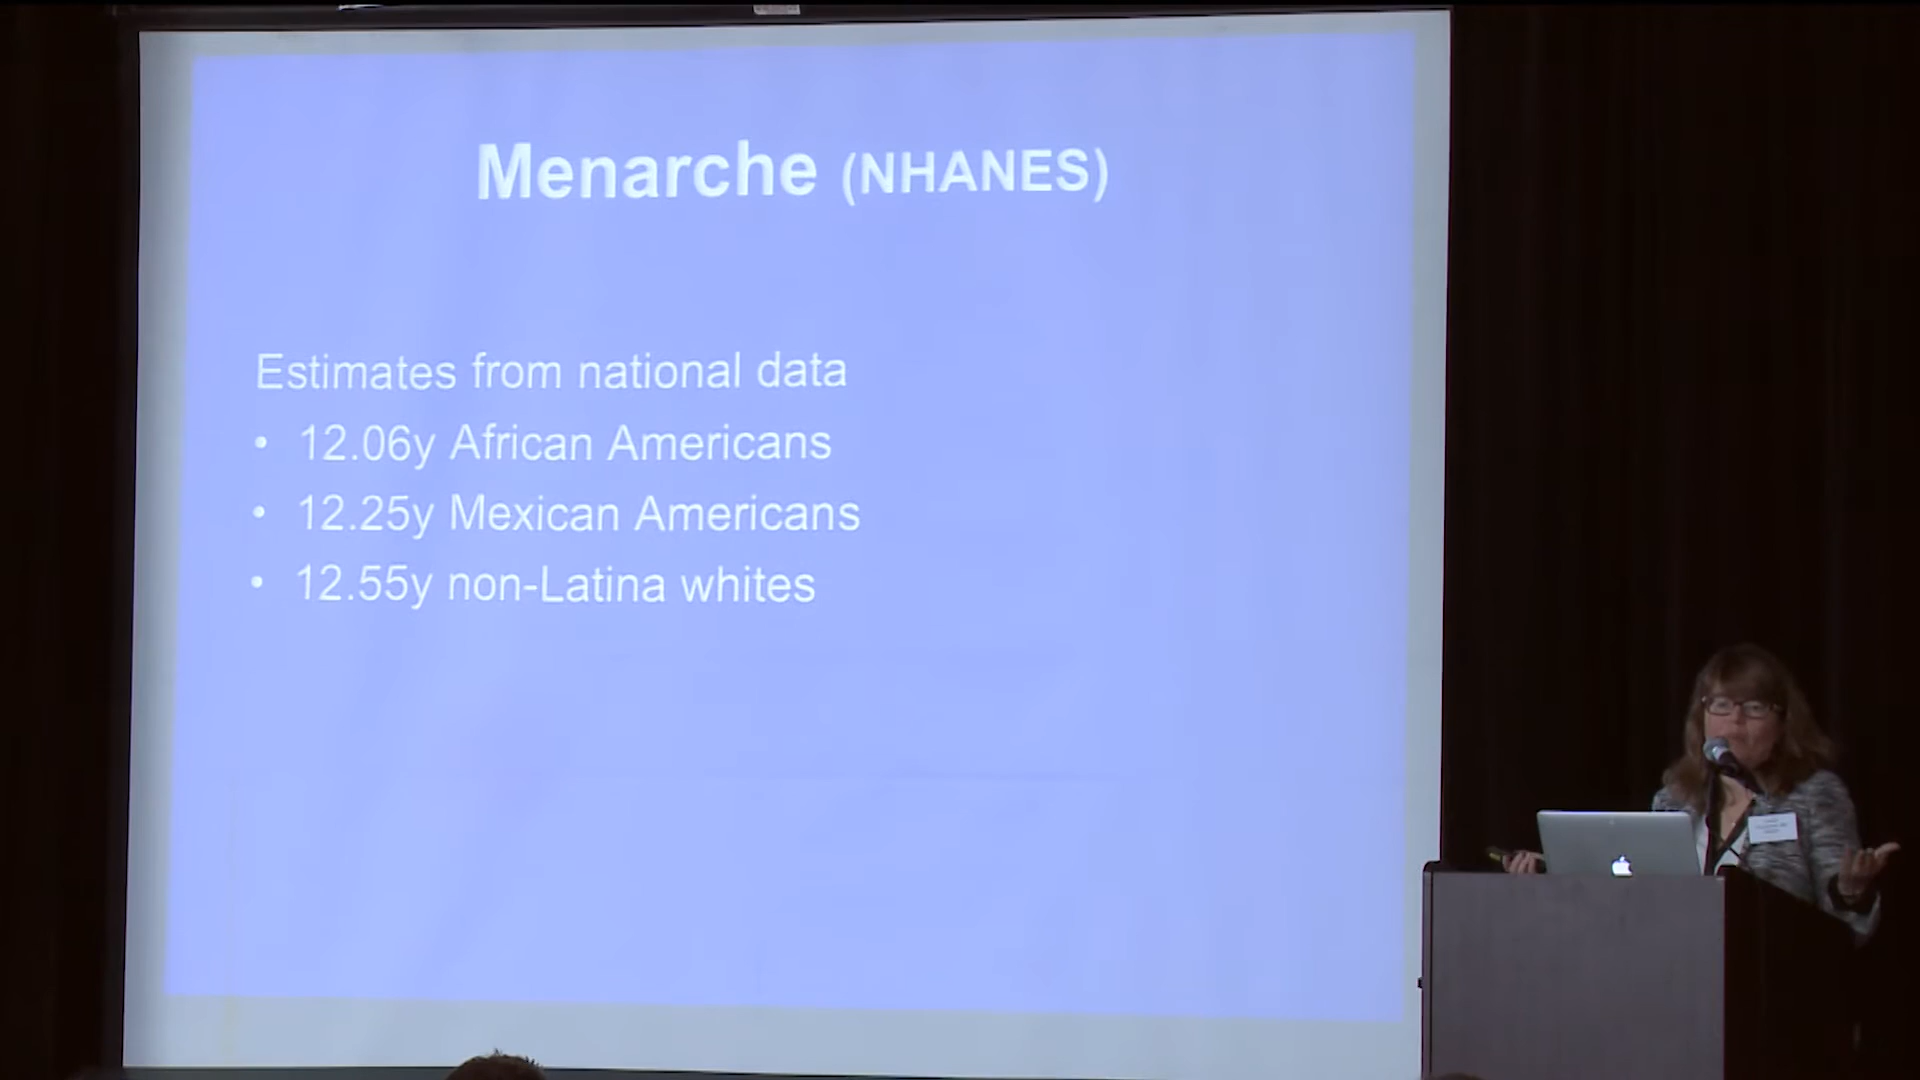 Menarche (NHANES)
Estimates from national data
• 12.06y African Americans
• 12.25y Mexican Americans
• 12.55y non-Latina whites